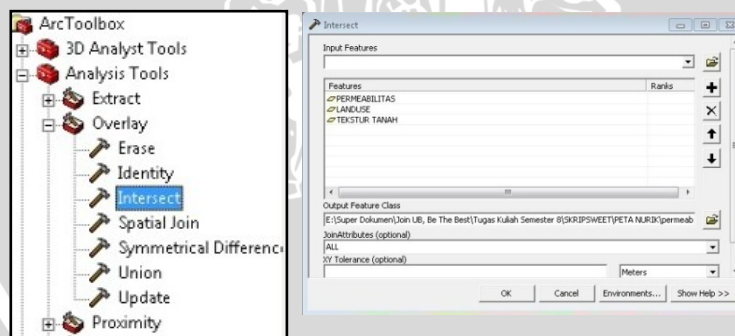 ArcToolbox
3D Analyst Tools
Analysis Tools
Extract
Overlay
Erase
Identity
Intersect
Spatial Join
Symmetrical Differenc
Union
Update
Proximity
Intersect
Input Features
Features Ranks
PERMEABILITAS
LANDUSE
TEKSTUR TANAH
Output Feature Class
E:\Super Dokumen\Join UB, Be The Best\Tugas Kuliah Semester 8\SKRIPSWEET\PETA NURIK\permeab
JoinAttributes (optional)
ALL
XY Tolerance (optional)
Meters
OK Cancel Environments... Show Help >>